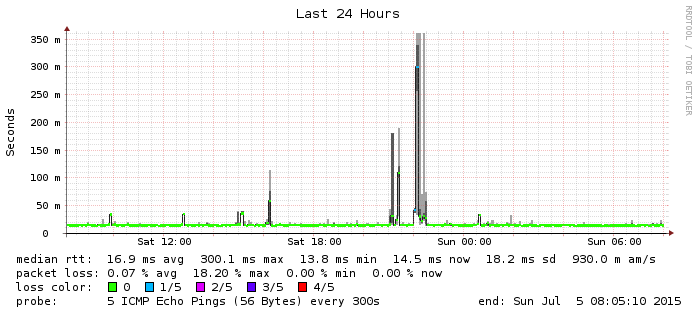 Last 24 Hours
RRDTOOL / TOBI OETIKER
Seconds
350 m
300 m
250 m
200 m
150 m
100 m
50 m
0
Sat 12:00 Sat 18:00 Sun 00:00 Sun 06:00
median rtt: 16.9 ms avg 300.1 ms max 13.8 ms min 14.5 ms now 18.2 ms sd 930.0 m am/s
packet loss: 0.07 % avg 18.20 % max 0.00 % min 0.00 % now
loss color: 0 1/5 2/5 3/5 4/5
probe: 5 ICMP Echo Pings (56 Bytes) every 300s end: Sun Jul 5 08:05:10 2015